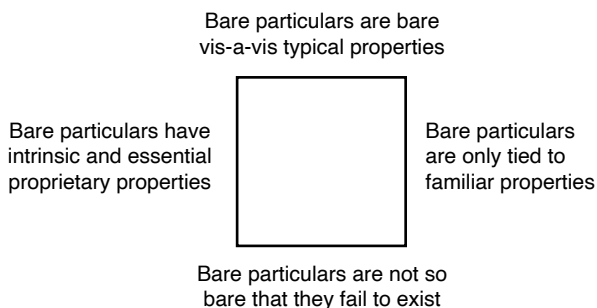 Bare particulars are bare
vis-a-vis typical properties
Bare particulars have
intrinsic and essential
proprietary properties
Bare particulars
are only tied to
familiar properties
Bare particulars are not so
bare that they fail to exist